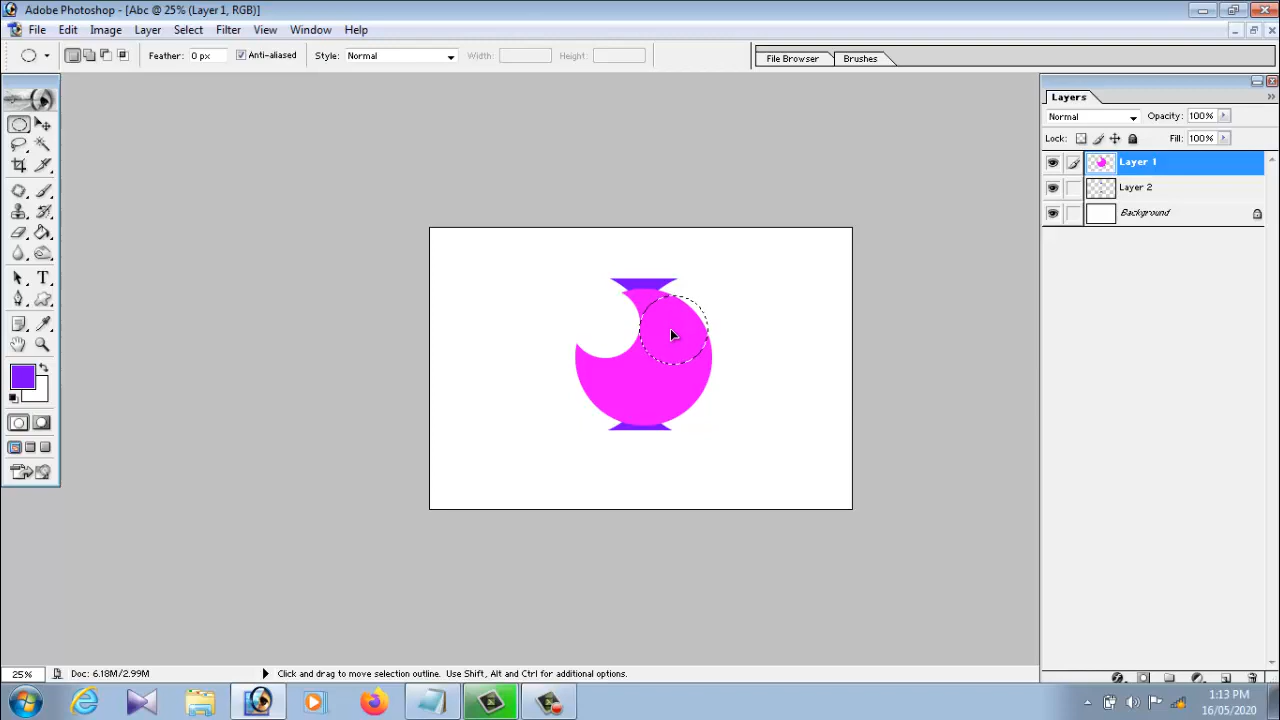 Adobe Photoshop - [Abc @ 25% (Layer 1, RGB)]
File Edit Image Layer Select Filter View Window Help
Feather: 0 px Anti-aliased Style: Normal Width: Height: File Browser Brushes
Layers
Normal Opacity: 100%
Lock: Fill: 100%
Layer 1
Layer 2
Background
T
25% Doc: 6.18M/2.99M Click and drag to move selection outline. Use Shift, Alt and Ctrl for additional options.
1:13 PM
16/05/2020